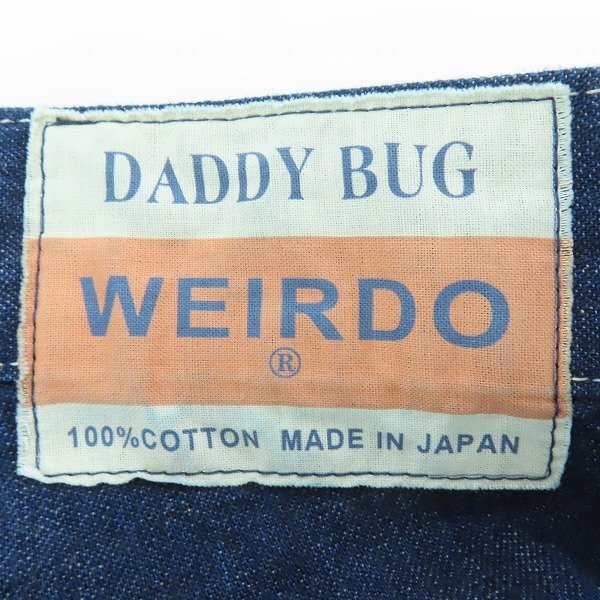 DADDY BUG
WEIRDO
®
100%COTTON MADE IN JAPAN